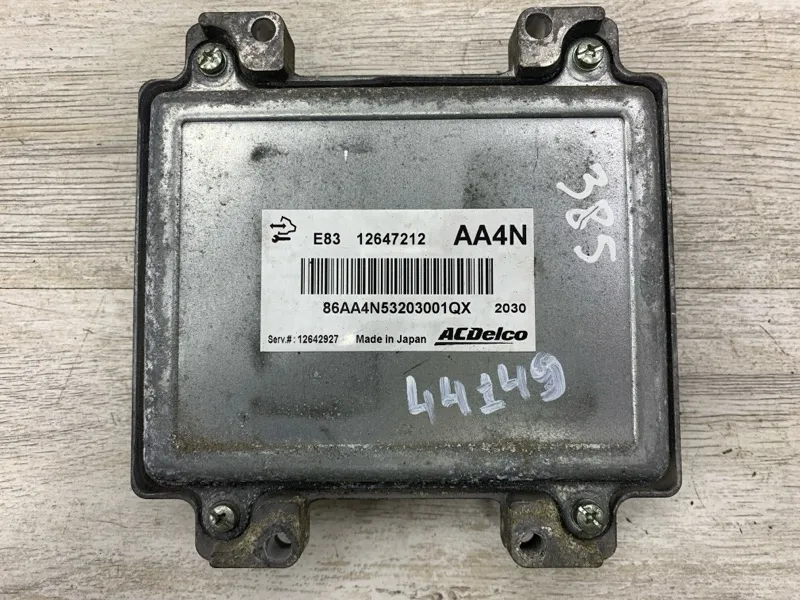 E83 12647212 AA4N
86AA4N53203001QX 2030
Serv.#: 12642927 Made in Japan ACDelco
385
44149